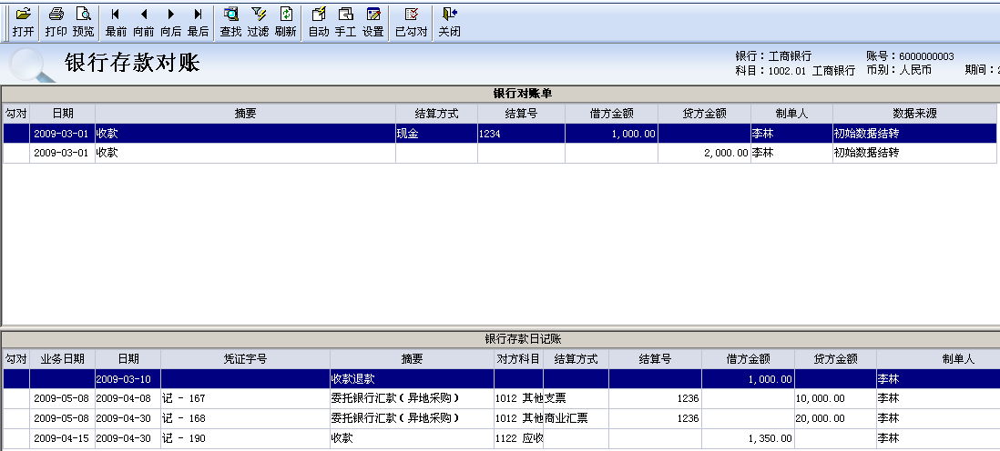 打开 打印 预览 最前 向前 向后 最后 查找 过滤 刷新 自动 手工 设置 已勾对 关闭
银行存款对账
银行：工商银行 账号：6000000003
科目：1002.01 工商银行 币别：人民币 期间：
银行对账单
勾对 日期 摘要 结算方式 结算号 借方金额 贷方金额 制单人 数据来源
2009-03-01 收款 现金 1234 1,000.00 李林 初始数据结转
2009-03-01 收款 2,000.00 李林 初始数据结转
银行存款日记账
勾对 业务日期 日期 凭证字号 摘要 对方科目 结算方式 结算号 借方金额 贷方金额 制单人
2009-03-10 收款退款 1,000.00 李林
2009-05-08 2009-04-08 记 - 167 委托银行汇款(异地采购) 1012 其他 支票 1236 10,000.00 李林
2009-05-08 2009-04-30 记 - 168 委托银行汇款(异地采购) 1012 其他 商业汇票 1236 20,000.00 李林
2009-04-15 2009-04-30 记 - 190 收款 1122 应收 1,350.00 李林